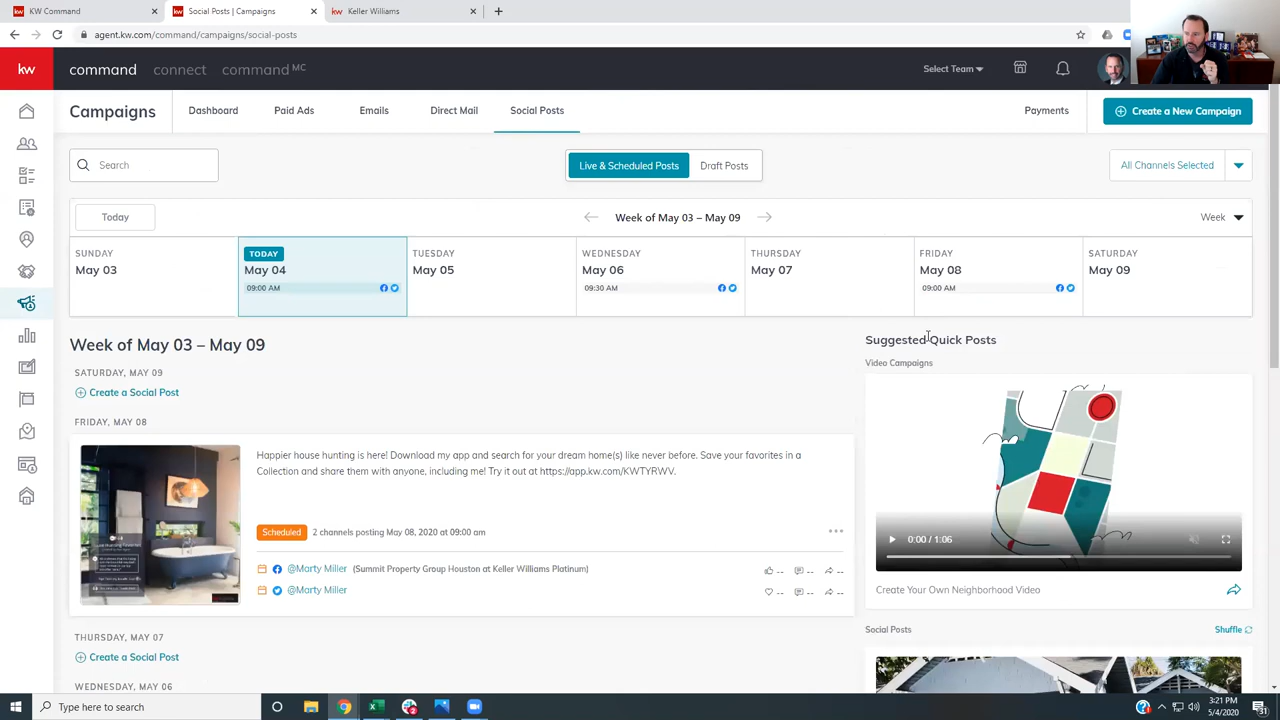 KW Command
Social Posts | Campaigns
Keller Williams
agent.kw.com/command/campaigns/social-posts
kw
command
connect
command MC
Select Team
Campaigns
Dashboard
Paid Ads
Emails
Direct Mail
Social Posts
Payments
Create a New Campaign
Search
Live & Scheduled Posts
Draft Posts
All Channels Selected
Today
Week of May 03 – May 09
Week
SUNDAY
May 03
TODAY
May 04
09:00 AM
TUESDAY
May 05
WEDNESDAY
May 06
09:30 AM
THURSDAY
May 07
FRIDAY
May 08
09:00 AM
SATURDAY
May 09
Week of May 03 – May 09
SATURDAY, MAY 09
Create a Social Post
FRIDAY, MAY 08
Happier house hunting is here! Download my app and search for your dream home(s) like never before. Save your favorites in a
Collection and share them with anyone, including me! Try it out at https://app.kw.com/KWTYRWV.
Scheduled
2 channels posting May 08, 2020 at 09:00 am
@Marty Miller (Summit Property Group Houston at Keller Williams Platinum)
-- -- --
@Marty Miller
-- -- --
THURSDAY, MAY 07
Create a Social Post
WEDNESDAY, MAY 06
Suggested Quick Posts
Video Campaigns
0:00 / 1:06
Create Your Own Neighborhood Video
Social Posts
Shuffle
Type here to search
3:21 PM
5/4/2020
31